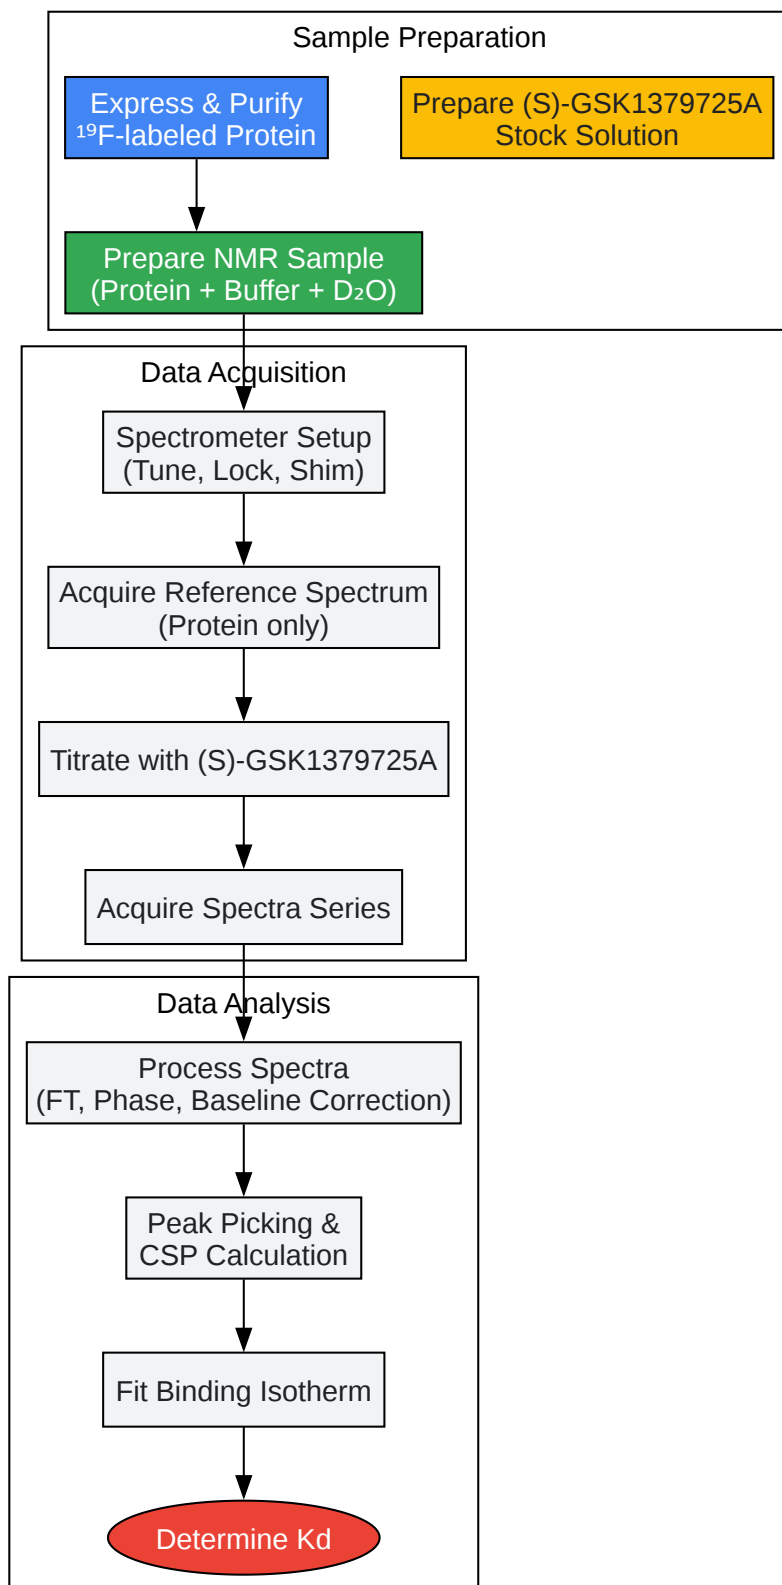 Sample Preparation
Express & Purify
¹⁹F-labeled Protein
Prepare (S)-GSK1379725A
Stock Solution
Prepare NMR Sample
(Protein + Buffer + D₂O)
Data Acquisition
Spectrometer Setup
(Tune, Lock, Shim)
Acquire Reference Spectrum
(Protein only)
Titrate with (S)-GSK1379725A
Acquire Spectra Series
Data Analysis
Process Spectra
(FT, Phase, Baseline Correction)
Peak Picking &
CSP Calculation
Fit Binding Isotherm
Determine Kd